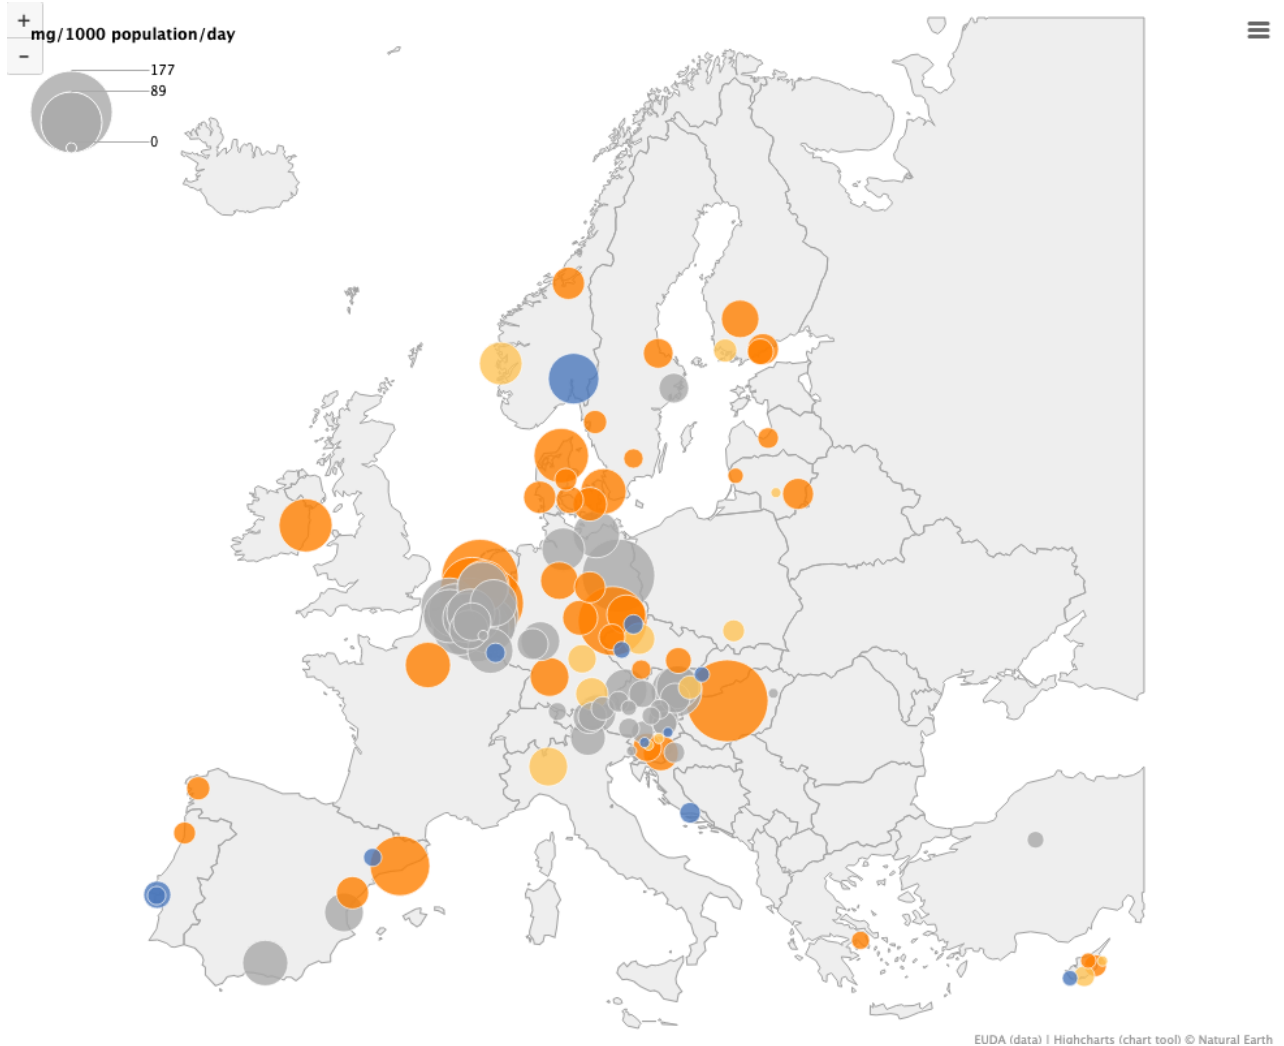 +
mg/1000 population/day
−
177
89
0
EUDA (data) | Highcharts (chart tool) © Natural Earth